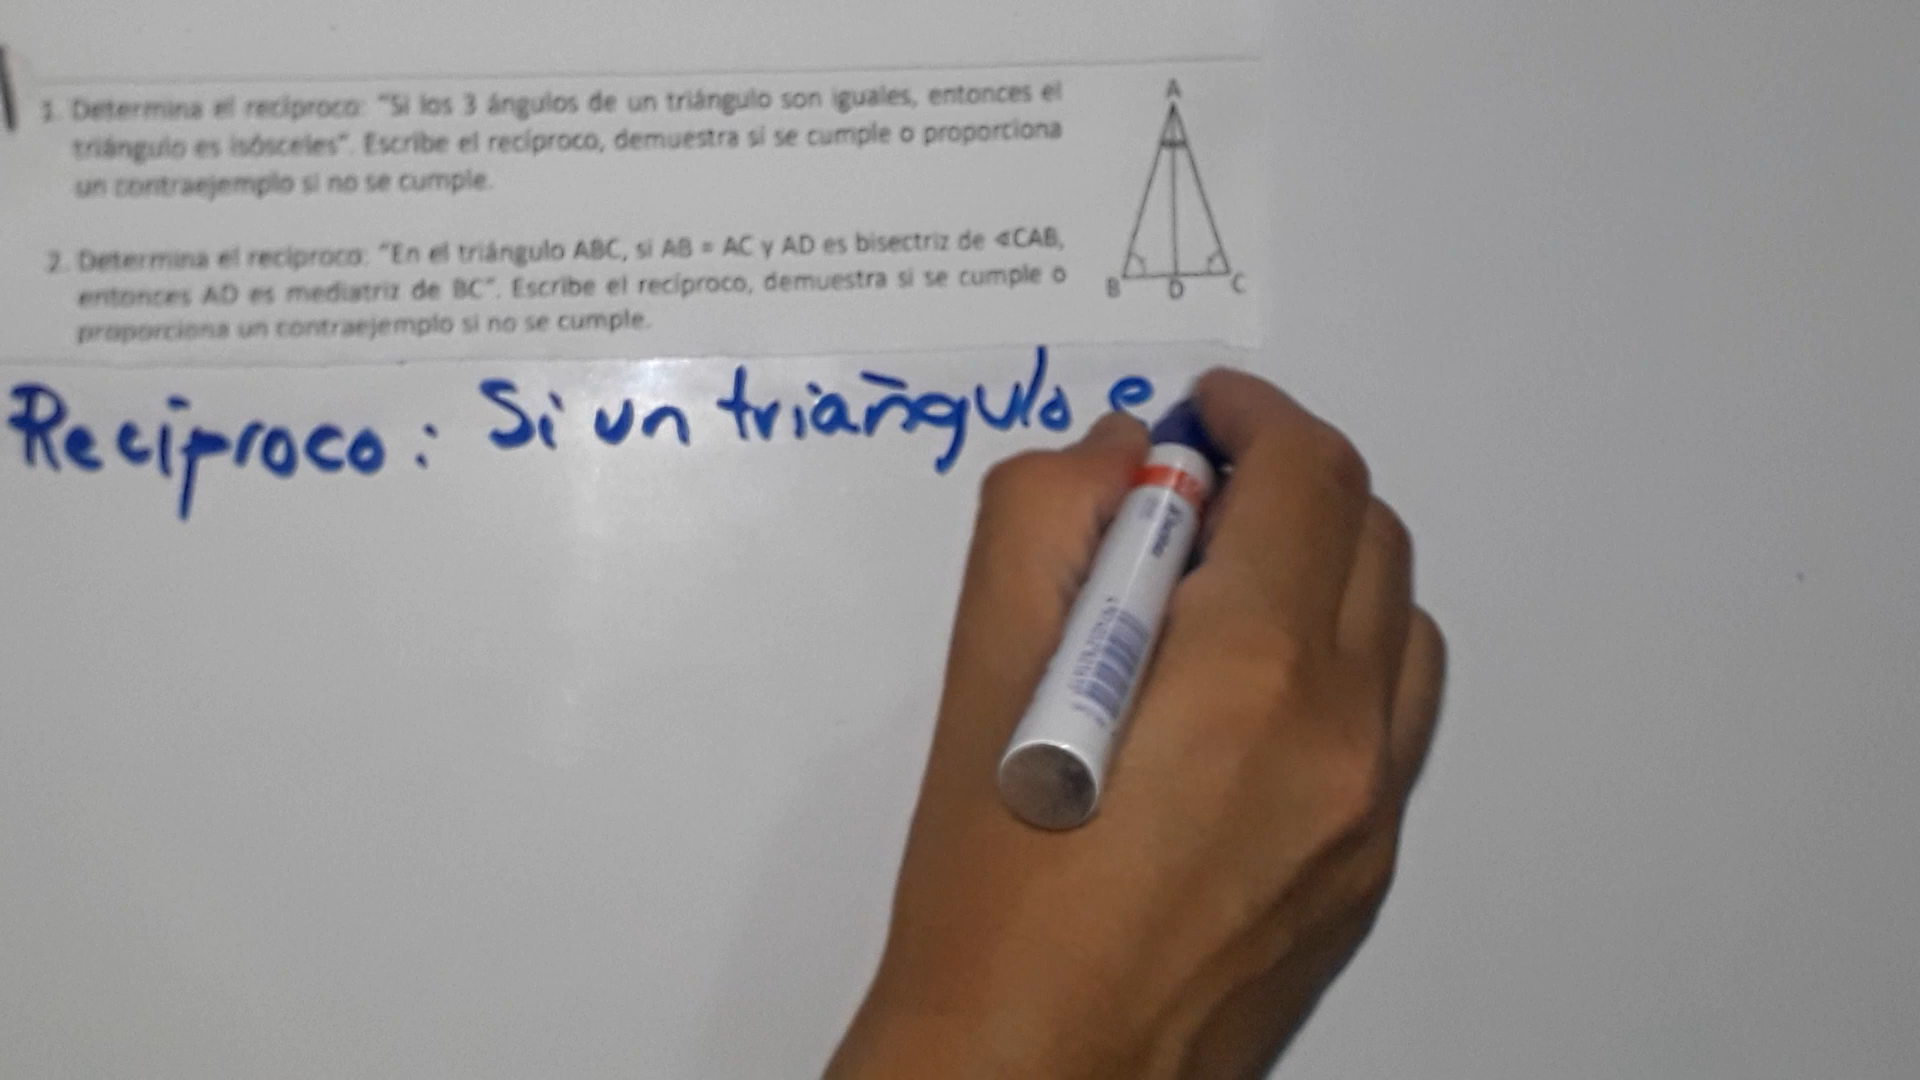 1. Determina el recíproco: "Si los 3 ángulos de un triángulo son iguales, entonces el
triángulo es isósceles". Escribe el recíproco, demuestra si se cumple o proporciona
un contraejemplo si no se cumple.
2. Determina el recíproco: "En el triángulo ABC, si AB = AC y AD es bisectriz de ∢CAB,
entonces AD es mediatriz de BC". Escribe el recíproco, demuestra si se cumple o
proporciona un contraejemplo si no se cumple.
A
B D C
Recíproco: Si un triángulo e